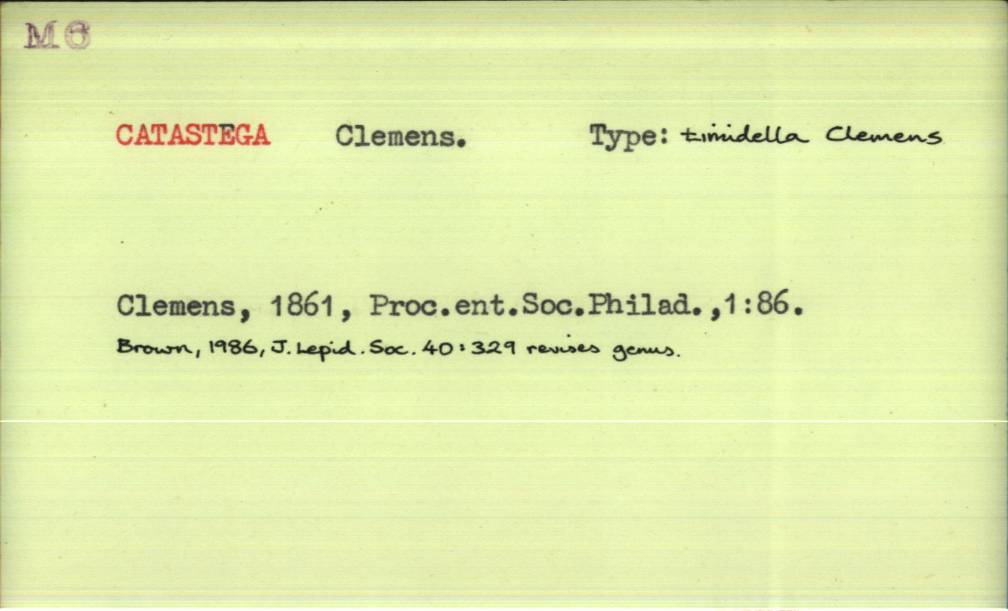 M6
CATASTEGA Clemens. Type: timidella Clemens
Clemens, 1861, Proc.ent.Soc.Philad.,1:86.
Brown, 1986, J. Lepid. Soc. 40:329 revises genus.